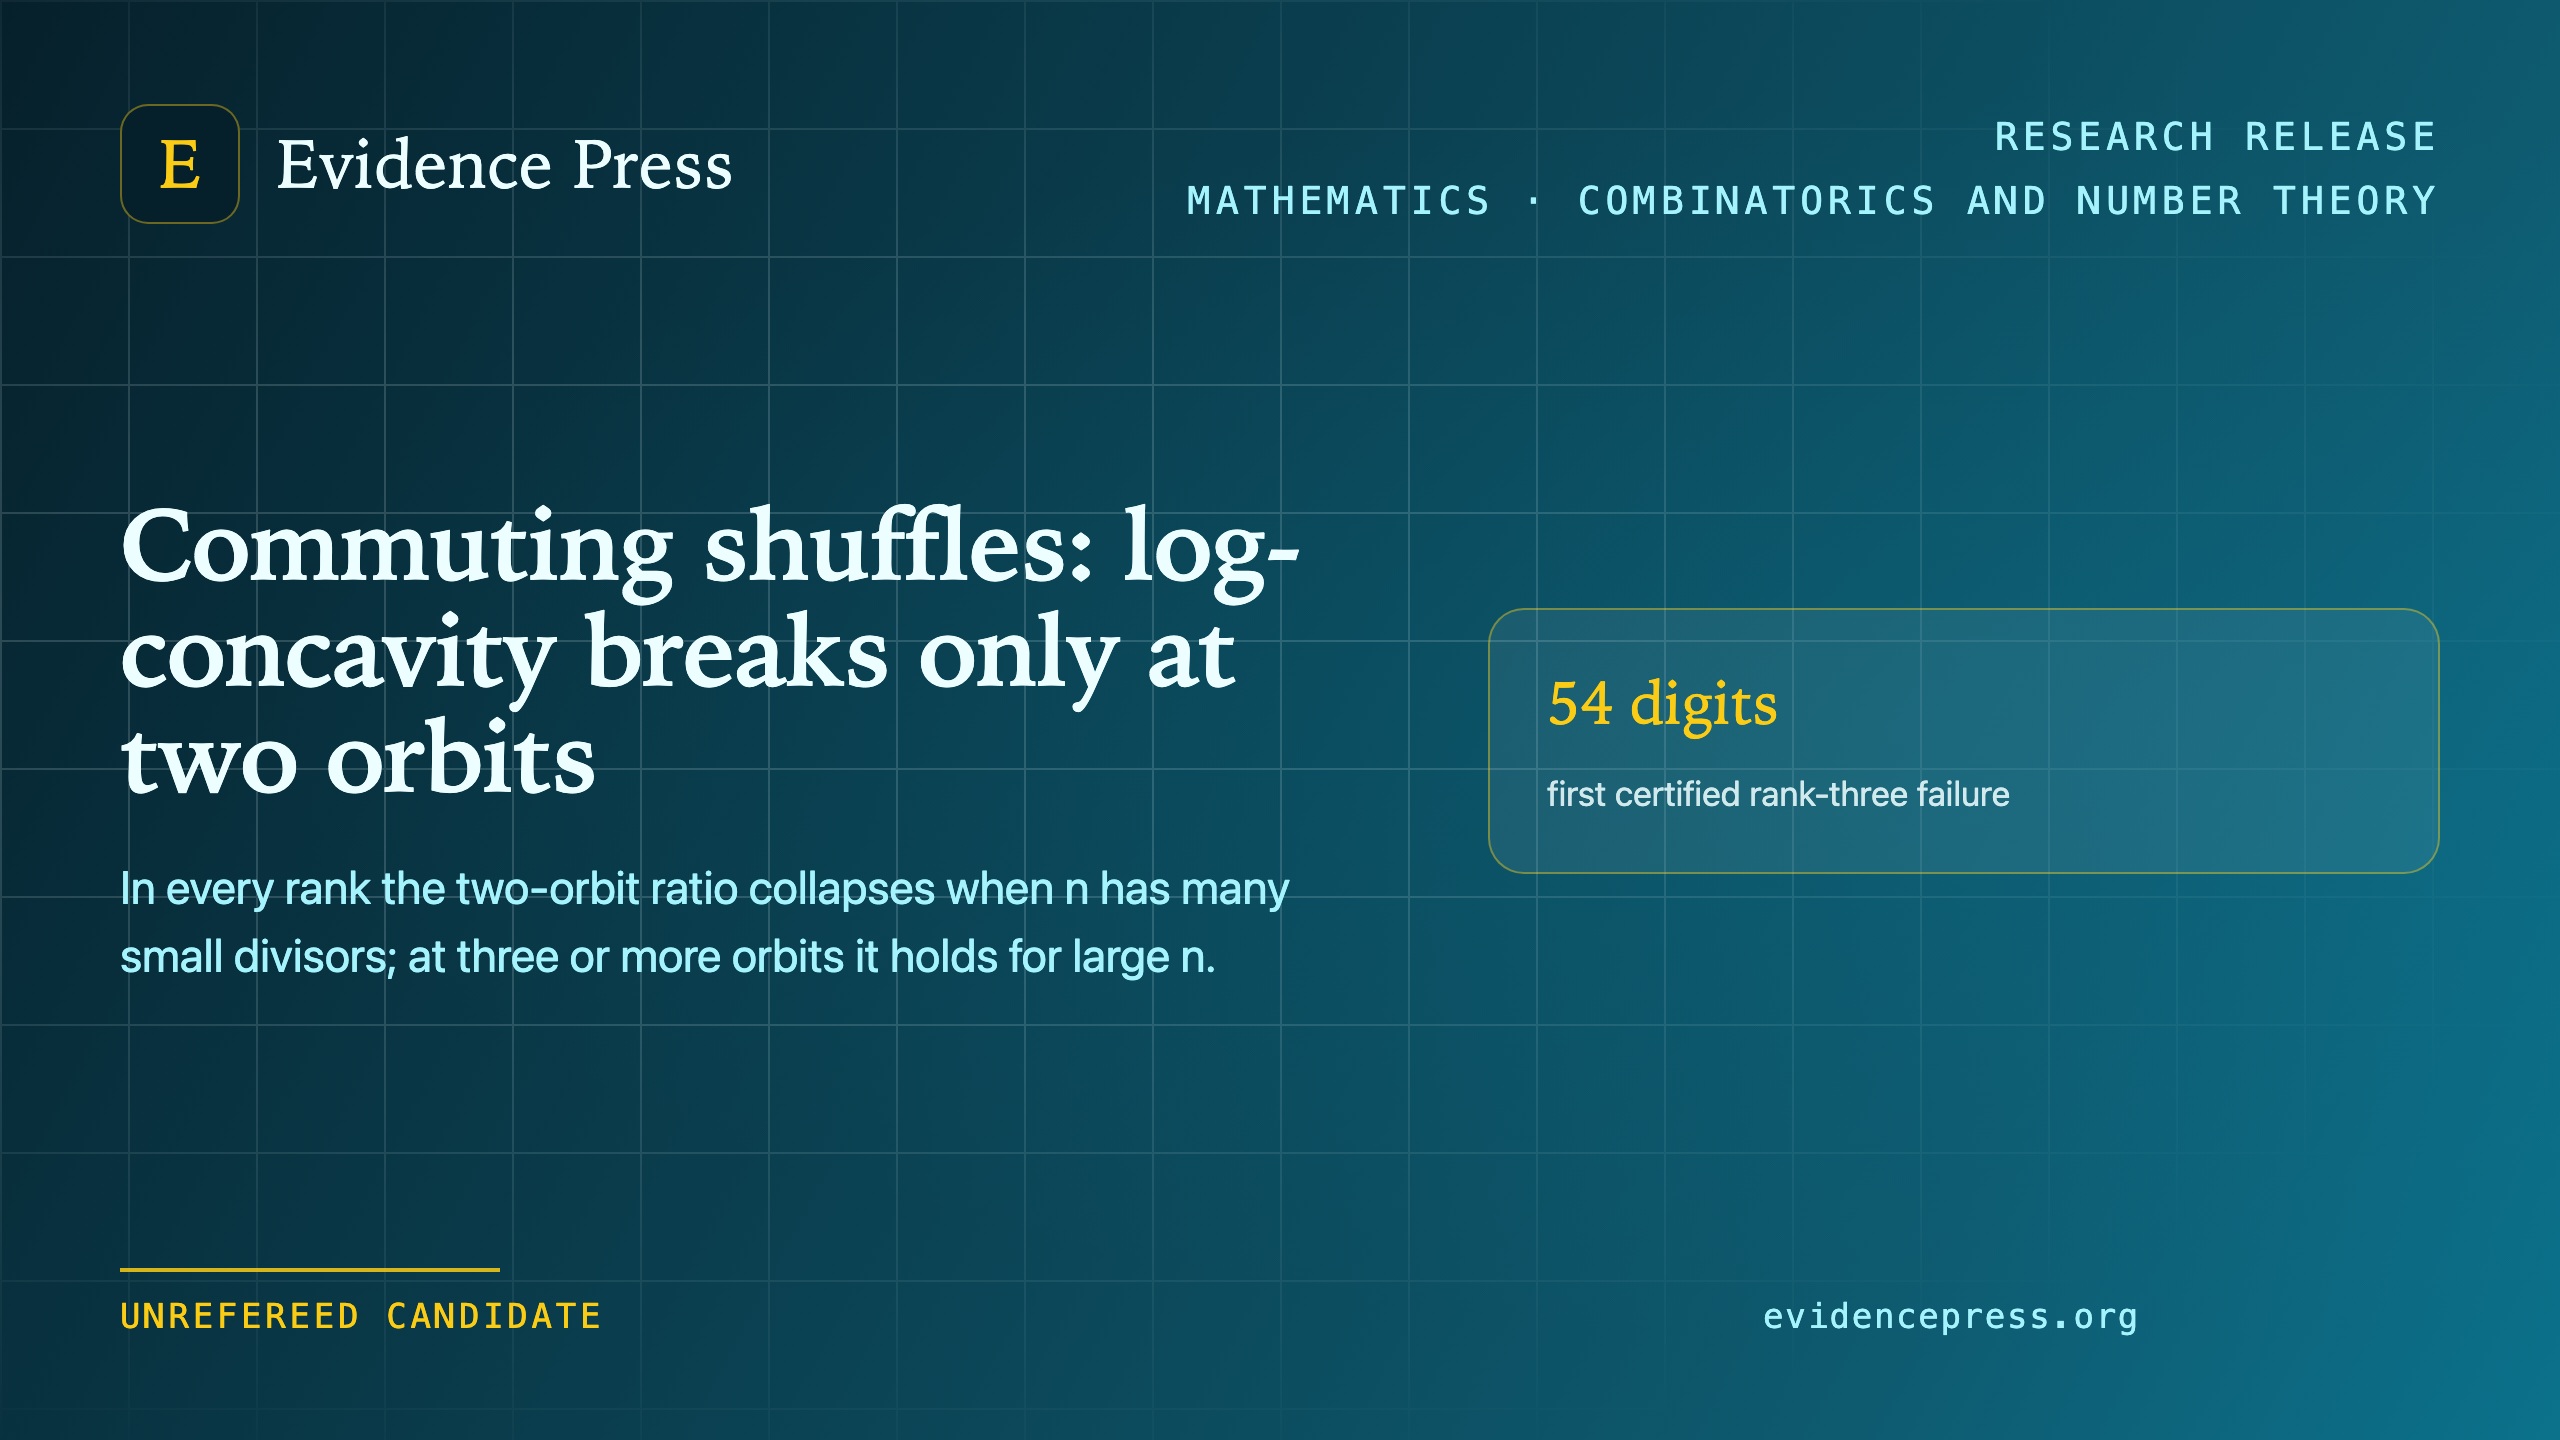 E
Evidence Press
RESEARCH RELEASE
MATHEMATICS · COMBINATORICS AND NUMBER THEORY
Commuting shuffles: log-
concavity breaks only at
two orbits
In every rank the two-orbit ratio collapses when n has many
small divisors; at three or more orbits it holds for large n.
54 digits
first certified rank-three failure
UNREFEREED CANDIDATE
evidencepress.org